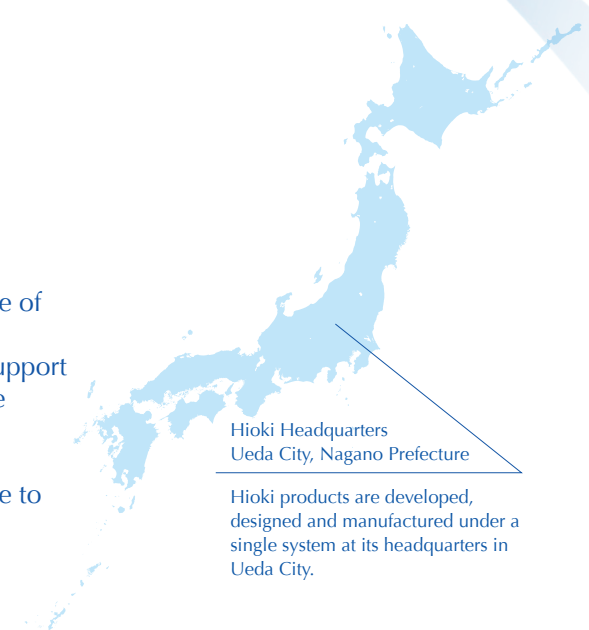 e of
upport
e
e to
Hioki Headquarters
Ueda City, Nagano Prefecture
Hioki products are developed,
designed and manufactured under a
single system at its headquarters in
Ueda City.